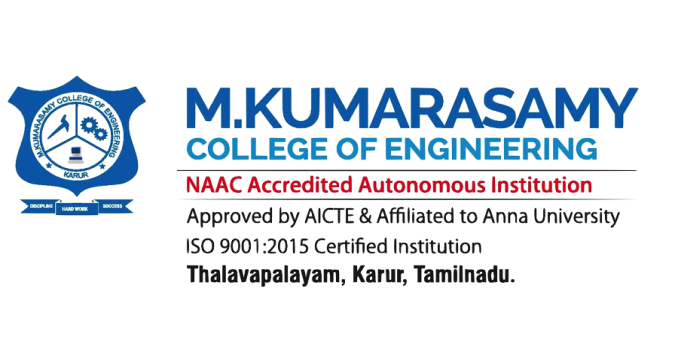 M.KUMARASAMY COLLEGE OF ENGINEERING
KARUR
DISCIPLINE HARD WORK SUCCESS
M.KUMARASAMY
COLLEGE OF ENGINEERING
NAAC Accredited Autonomous Institution
Approved by AICTE & Affiliated to Anna University
ISO 9001:2015 Certified Institution
Thalavapalayam, Karur, Tamilnadu.